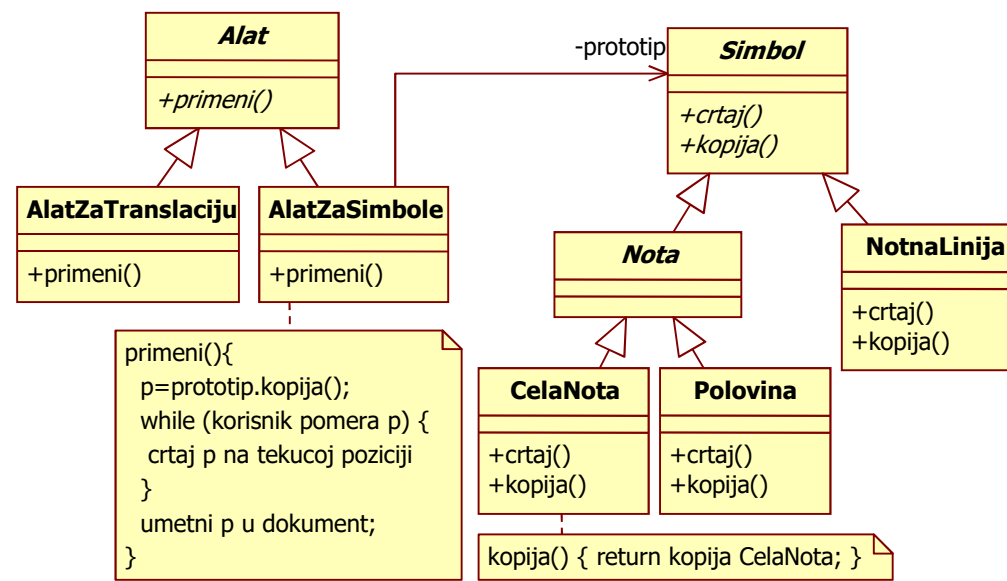 Alat
+primeni()
-prototip
Simbol
+crtaj()
+kopija()
AlatZaTranslaciju
+primeni()
AlatZaSimbole
+primeni()
Nota
NotnaLinija
+crtaj()
+kopija()
primeni(){
p=prototip.kopija();
while (korisnik pomera p) {
crtaj p na tekucoj poziciji
}
umetni p u dokument;
}
CelaNota
+crtaj()
+kopija()
Polovina
+crtaj()
+kopija()
kopija() { return kopija CelaNota; }